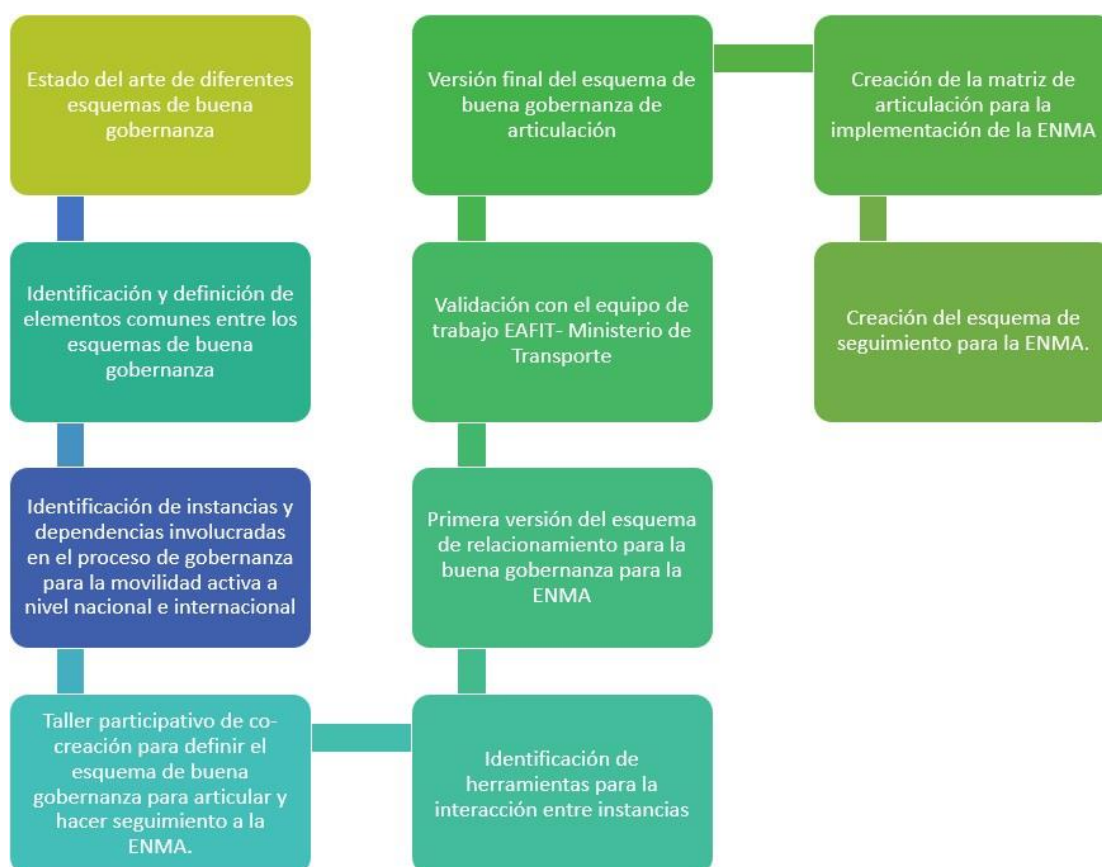 Estado del arte de diferentes
esquemas de buena
gobernanza
Identificación y definición de
elementos comunes entre los
esquemas de buena
gobernanza
Identificación de instancias y
dependencias involucradas
en el proceso de gobernanza
para la movilidad activa a
nivel nacional e internacional
Taller participativo de co-
creación para definir el
esquema de buena
gobernanza para articular y
hacer seguimiento a la
ENMA.
Identificación de
herramientas para la
interacción entre instancias
Primera versión del esquema
de relacionamiento para la
buena gobernanza para la
ENMA
Validación con el equipo de
trabajo EAFIT- Ministerio de
Transporte
Versión final del esquema de
buena gobernanza de
articulación
Creación de la matriz de
articulación para la
implementación de la ENMA
Creación del esquema de
seguimiento para la ENMA.